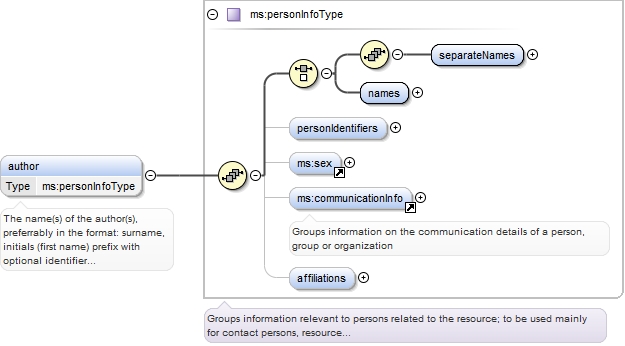 ms:personInfoType
separateNames
names
personIdentifiers
author
Type ms:personInfoType
ms:sex
ms:communicationInfo
The name(s) of the author(s),
preferrably in the format: surname,
initials (first name) prefix with
optional identifier...
Groups information on the communication details of a person,
group or organization
affiliations
Groups information relevant to persons related to the resource; to be used mainly
for contact persons, resource...